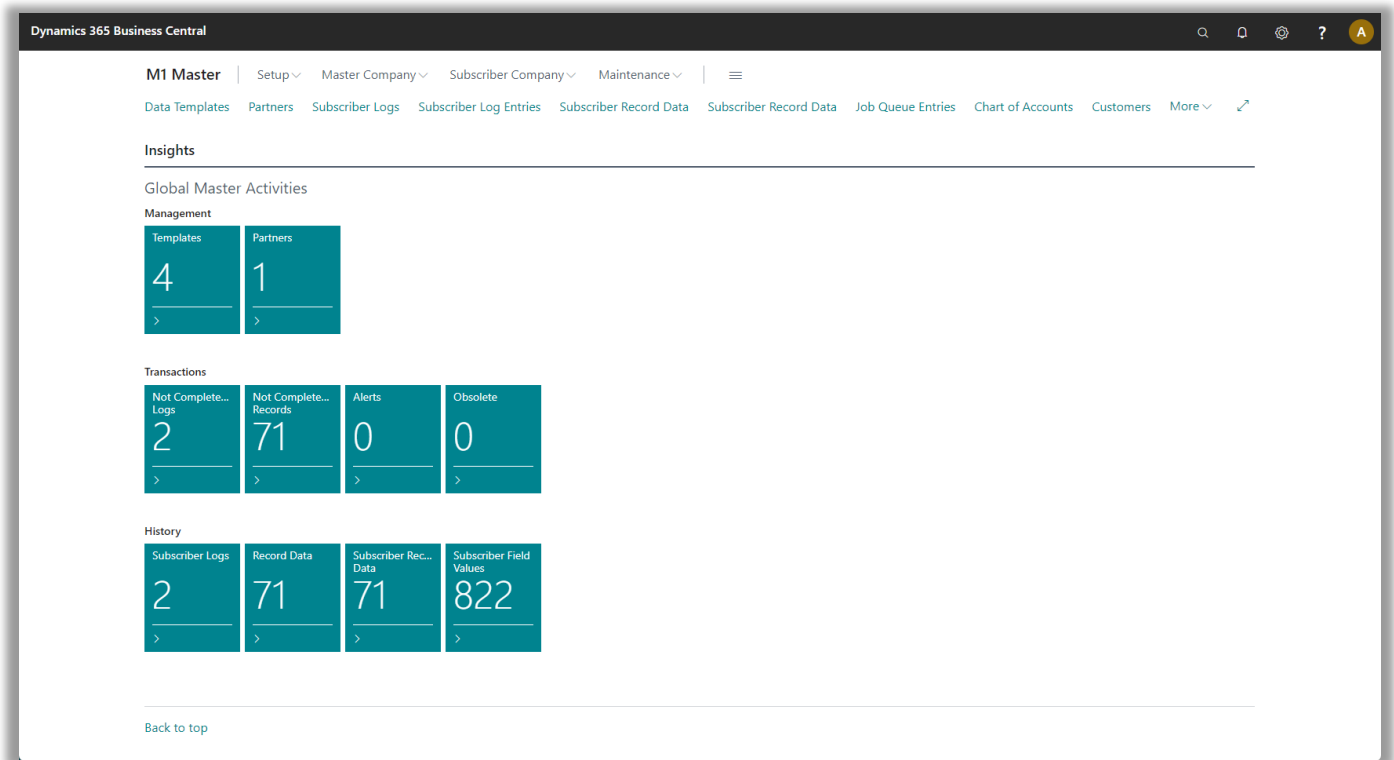 Dynamics 365 Business Central
? A
M1 Master Setup Master Company Subscriber Company Maintenance
Data Templates Partners Subscriber Logs Subscriber Log Entries Subscriber Record Data Subscriber Record Data Job Queue Entries Chart of Accounts Customers More
Insights
Global Master Activities
Management
Templates Partners
4 1
Transactions
Not Complete... Not Complete... Alerts Obsolete
Logs Records
2 71 0 0
History
Subscriber Logs Record Data Subscriber Rec... Subscriber Field
Data Values
2 71 71 822
Back to top